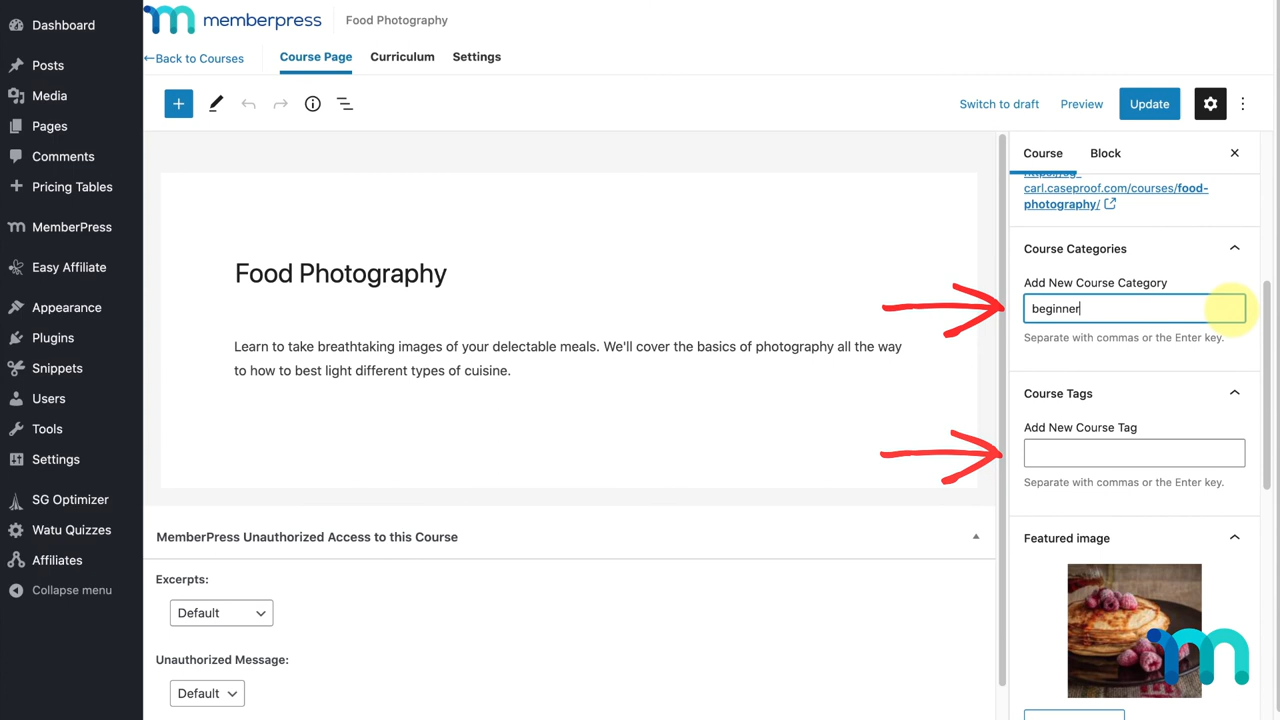 Dashboard
Posts
Media
Pages
Comments
Pricing Tables
MemberPress
Easy Affiliate
Appearance
Plugins
Snippets
Users
Tools
Settings
SG Optimizer
Watu Quizzes
Affiliates
Collapse menu
memberpress
Food Photography
←Back to Courses
Course Page
Curriculum
Settings
Switch to draft
Preview
Update
Food Photography
Learn to take breathtaking images of your delectable meals. We'll cover the basics of photography all the way
to how to best light different types of cuisine.
MemberPress Unauthorized Access to this Course
Excerpts:
Default
Unauthorized Message:
Default
Course
Block
carl.caseproof.com/courses/food-
photography/
Course Categories
Add New Course Category
beginner
Separate with commas or the Enter key.
Course Tags
Add New Course Tag
Separate with commas or the Enter key.
Featured image